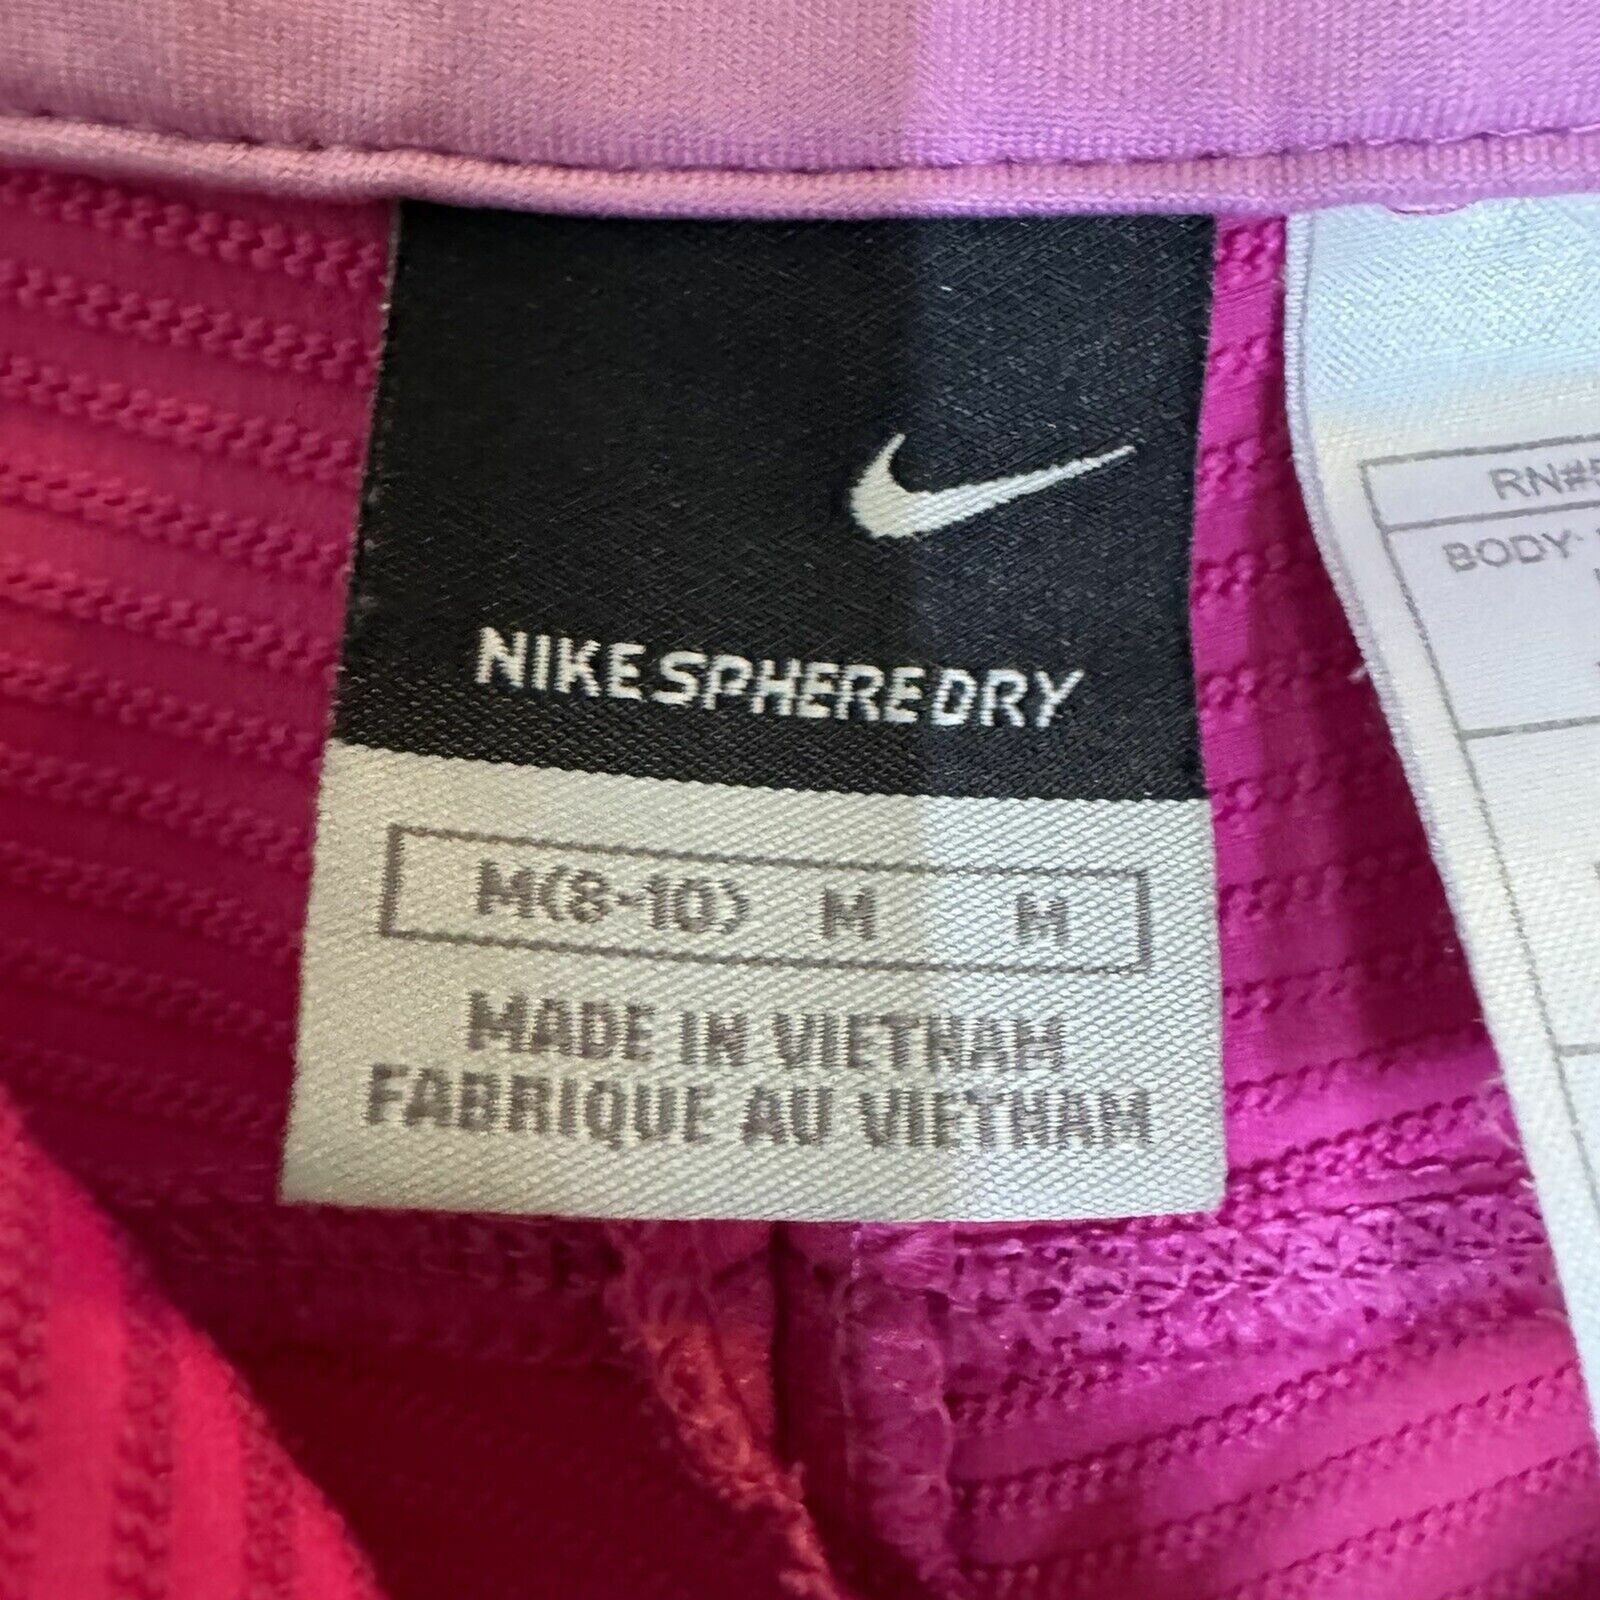 NIKE SPHERE DRY
M(8-10) M M
MADE IN VIETNAM
FABRIQUE AU VIETNAM
RN#
BODY